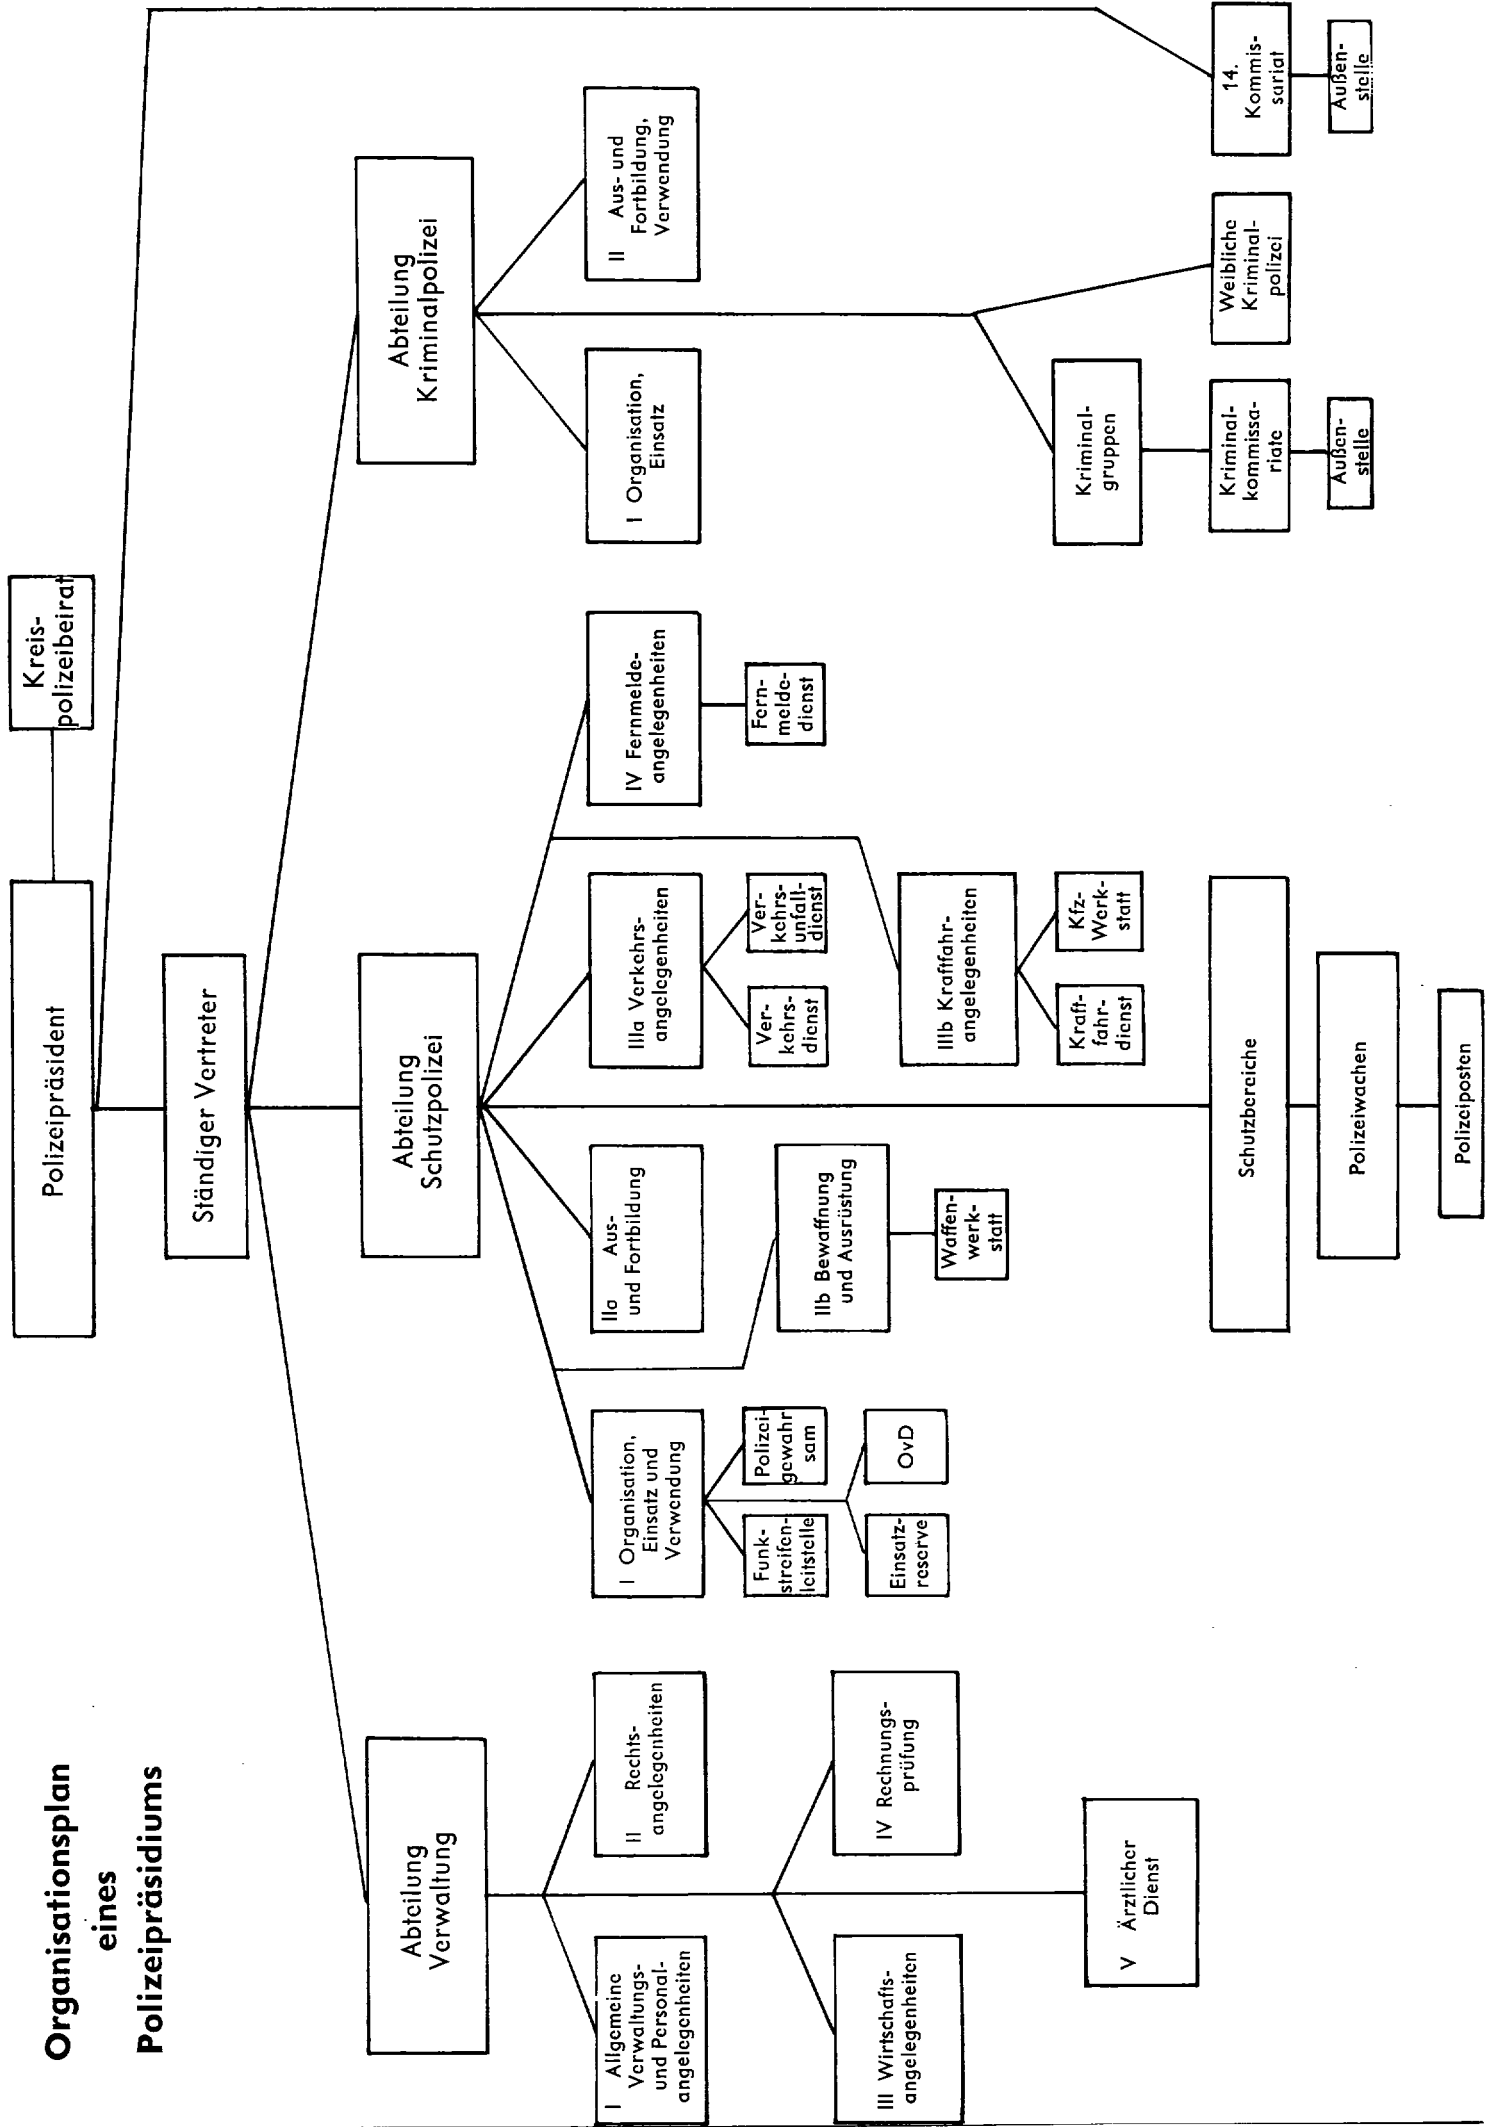 Organisationsplan
eines
Polizeipräsidiums
Polizeipräsident
Kreis-
polizeibeirat
Ständiger Vertreter
Abteilung
Verwaltung
Abteilung
Schutzpolizei
Abteilung
Kriminalpolizei
I Allgemeine
Verwaltungs-
und Personal-
angelegenheiten
II Rechts-
angelegenheiten
III Wirtschafts-
angelegenheiten
IV Rechnungs-
prüfung
V Ärztlicher
Dienst
I Organisation,
Einsatz und
Verwendung
Funk-
streifen-
leitstelle
Polizei-
gewahr
sam
Einsatz-
reserve
OvD
IIa Aus-
und Fortbildung
IIb Bewaffnung
und Ausrüstung
Waffen-
werk-
statt
IIIa Verkehrs-
angelegenheiten
Ver-
kehrs-
dienst
Ver-
kehrs-
unfall-
dienst
IIIb Kraftfahr-
angelegenheiten
Kraft-
fahr-
dienst
Kfz-
Werk-
statt
IV Fernmelde-
angelegenheiten
Fern-
melde-
dienst
Schutzbereiche
Polizeiwachen
Polizeiposten
I Organisation,
Einsatz
II Aus- und
Fortbildung,
Verwendung
Kriminal-
gruppen
Kriminal-
kommissa-
riate
Außen-
stelle
Weibliche
Kriminal-
polizei
14.
Kommis-
sariat
Außen-
stelle